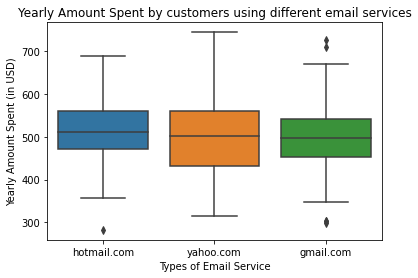 Yearly Amount Spent by customers using different email services
Yearly Amount Spent (in USD)
700
600
500
400
300
hotmail.com
yahoo.com
gmail.com
Types of Email Service